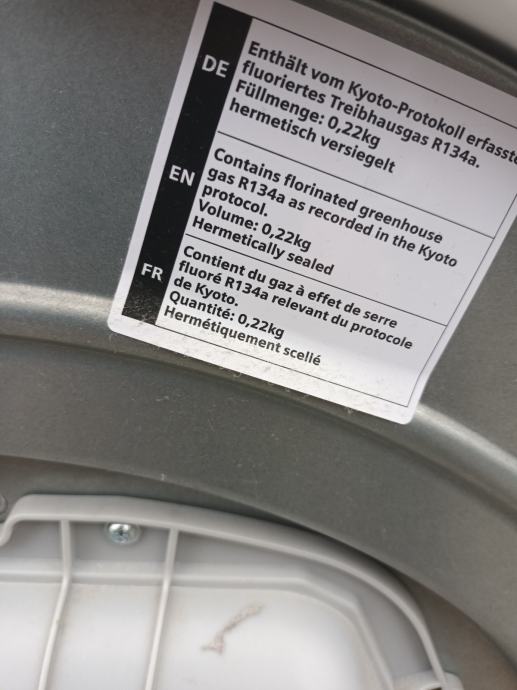 DE
Enthält vom Kyoto-Protokoll erfasste
fluoriertes Treibhausgas R134a.
Füllmenge: 0,22kg
hermetisch versiegelt
EN
Contains florinated greenhouse
gas R134a as recorded in the Kyoto
protocol.
Volume: 0,22kg
Hermetically sealed
FR
Contient du gaz à effet de serre
fluoré R134a relevant du protocole
de Kyoto.
Quantité: 0,22kg
Hermétiquement scellé